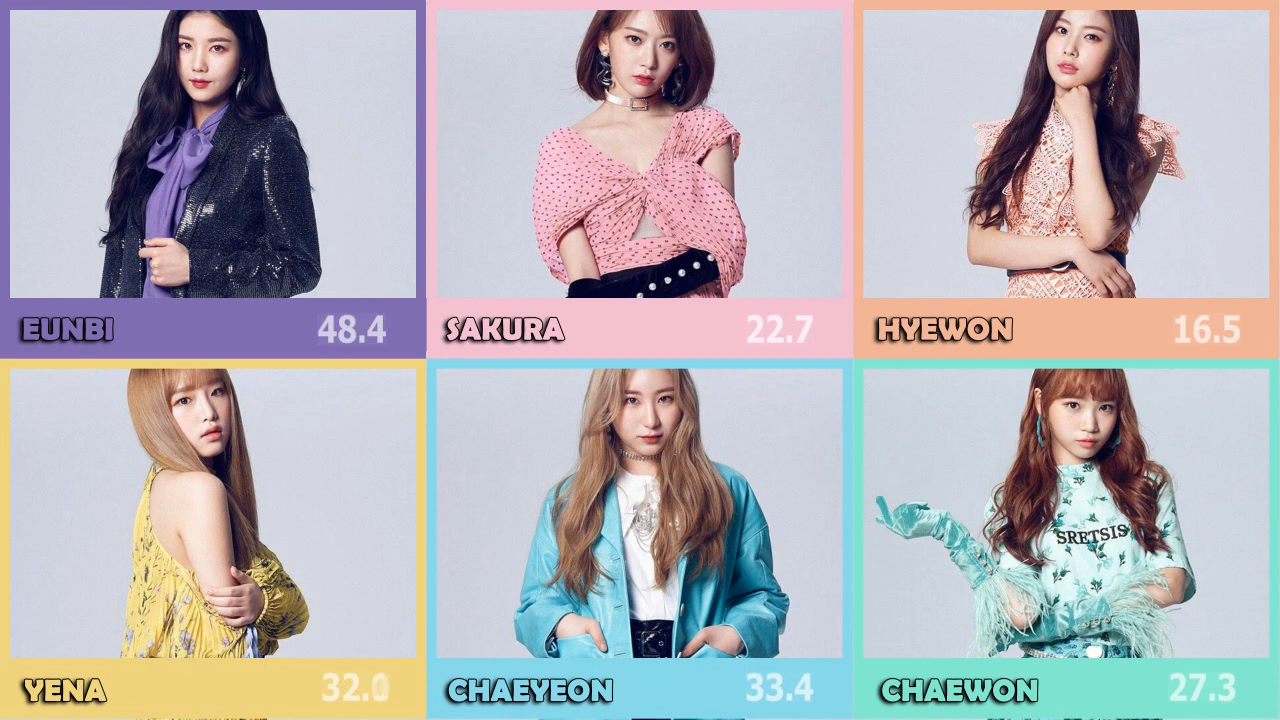 EUNBI 48.4
SAKURA 22.7
HYEWON 16.5
YENA 32.0
CHAEYEON 33.4
SRETSIS
CHAEWON 27.3